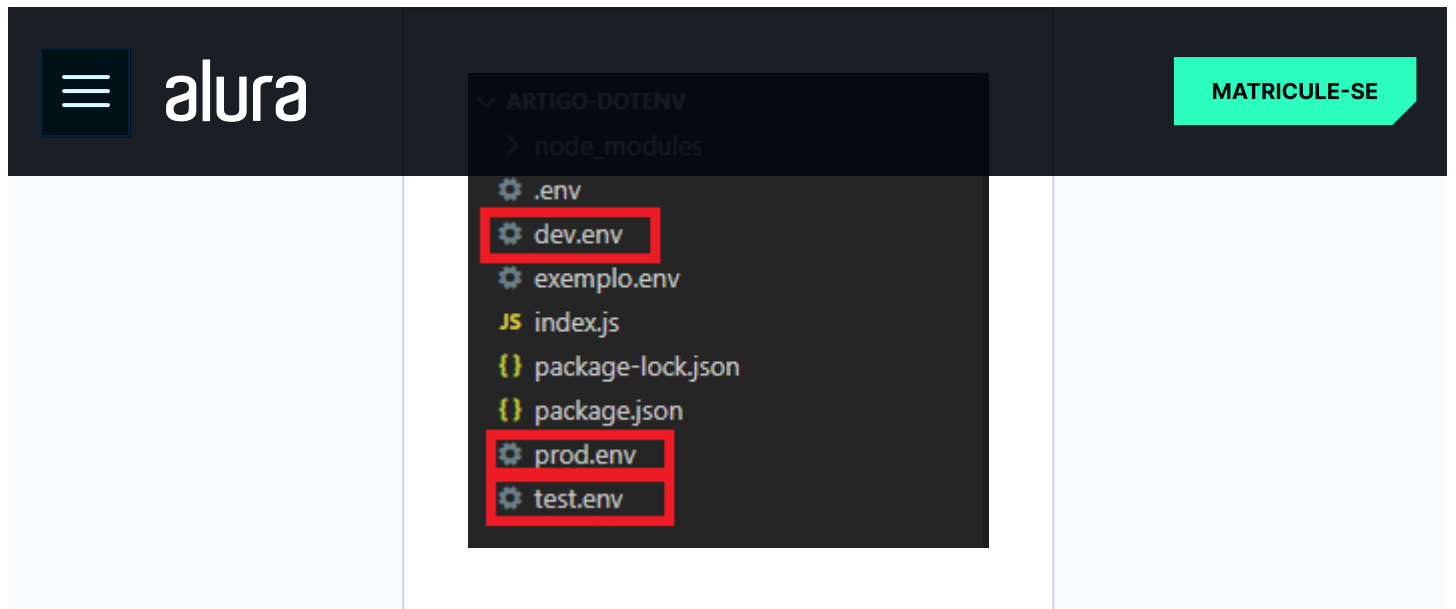 alura
MATRICULE-SE
ARTIGO-DOTENV
node_modules
.env
dev.env
exemplo.env
JS index.js
{} package-lock.json
{} package.json
prod.env
test.env